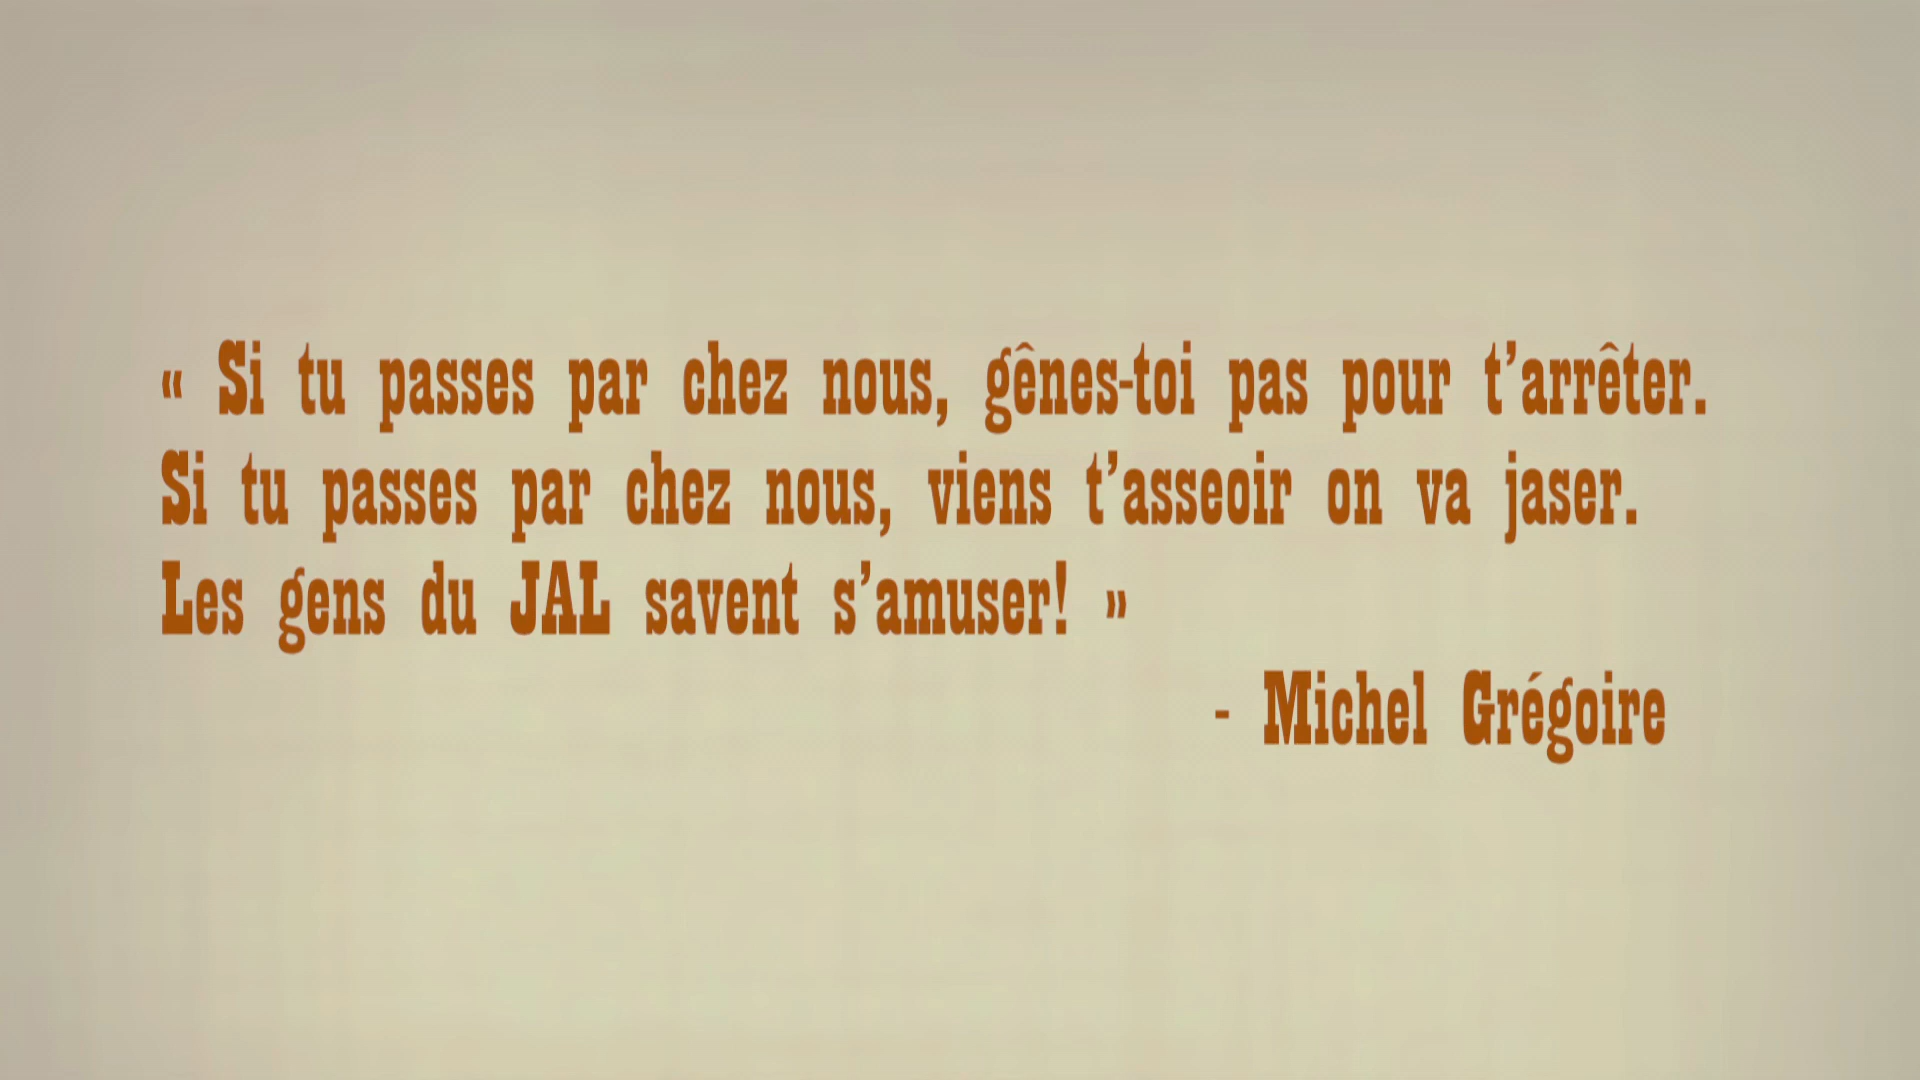 « Si tu passes par chez nous, gênes-toi pas pour t’arrêter.
Si tu passes par chez nous, viens t’asseoir on va jaser.
Les gens du JAL savent s’amuser! »
- Michel Grégoire